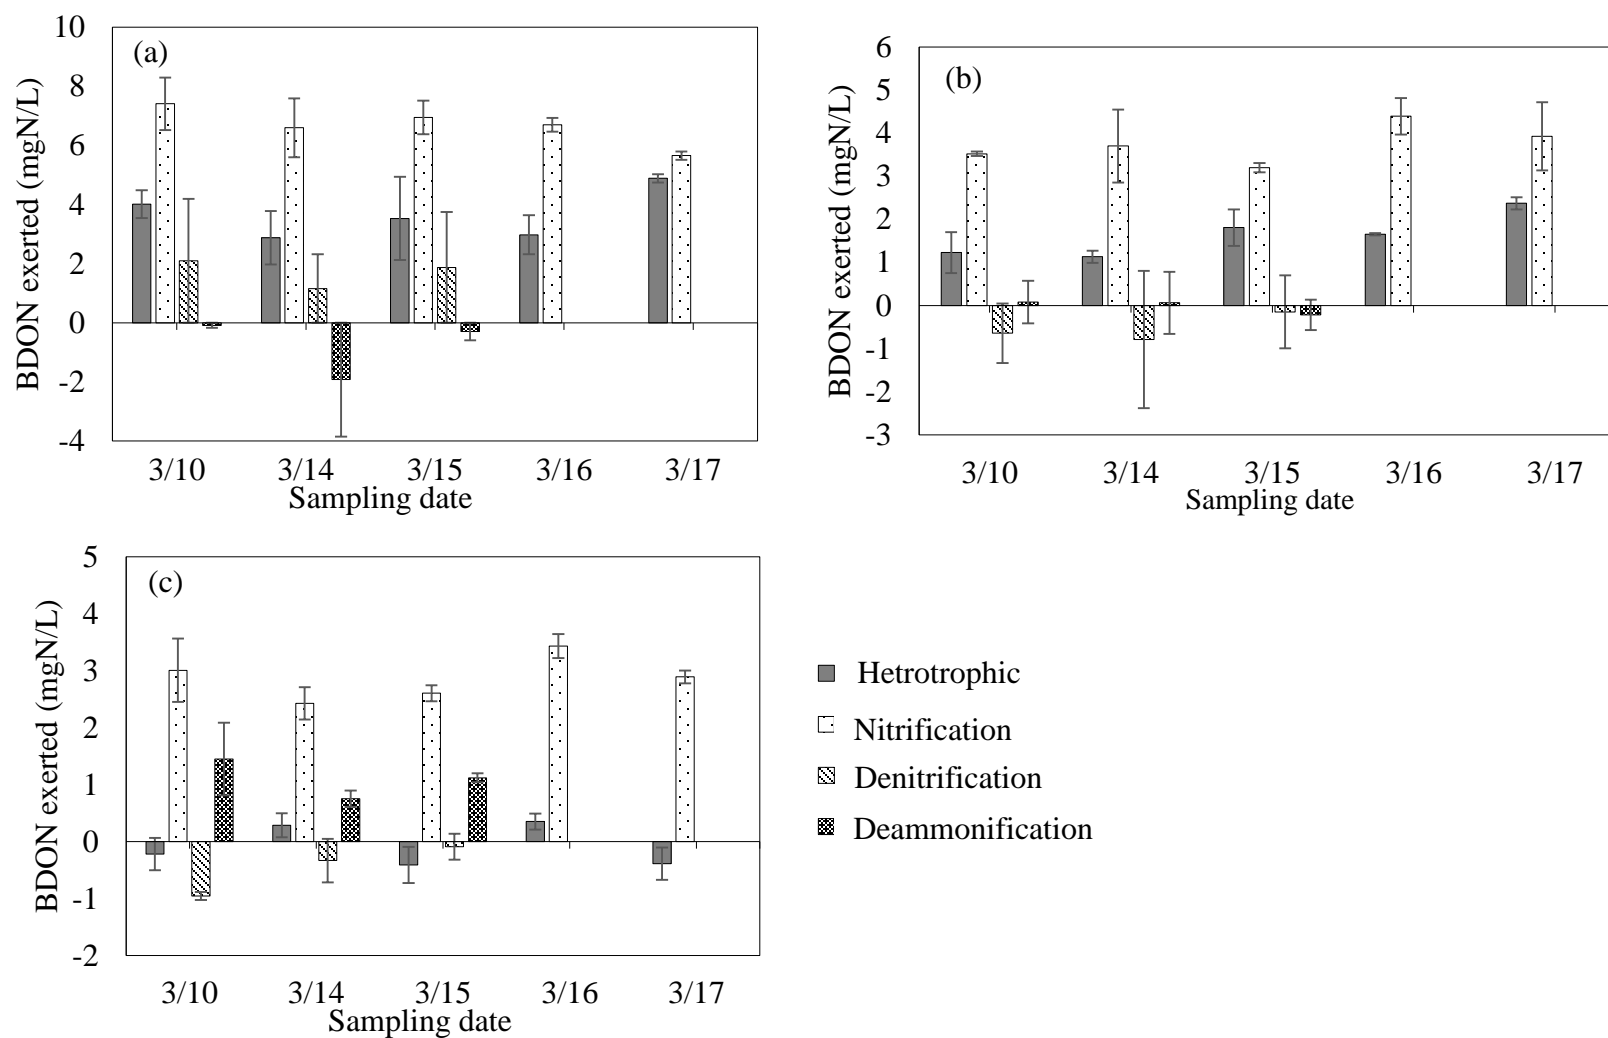 (a)
BDON exerted (mgN/L)
10
8
6
4
2
0
-2
-4
3/10 3/14 3/15 3/16 3/17
Sampling date
(b)
BDON exerted (mgN/L)
6
5
4
3
2
1
0
-1
-2
-3
3/10 3/14 3/15 3/16 3/17
Sampling date
(c)
BDON exerted (mgN/L)
5
4
3
2
1
0
-1
-2
3/10 3/14 3/15 3/16 3/17
Sampling date
Hetrotrophic
Nitrification
Denitrification
Deammonification